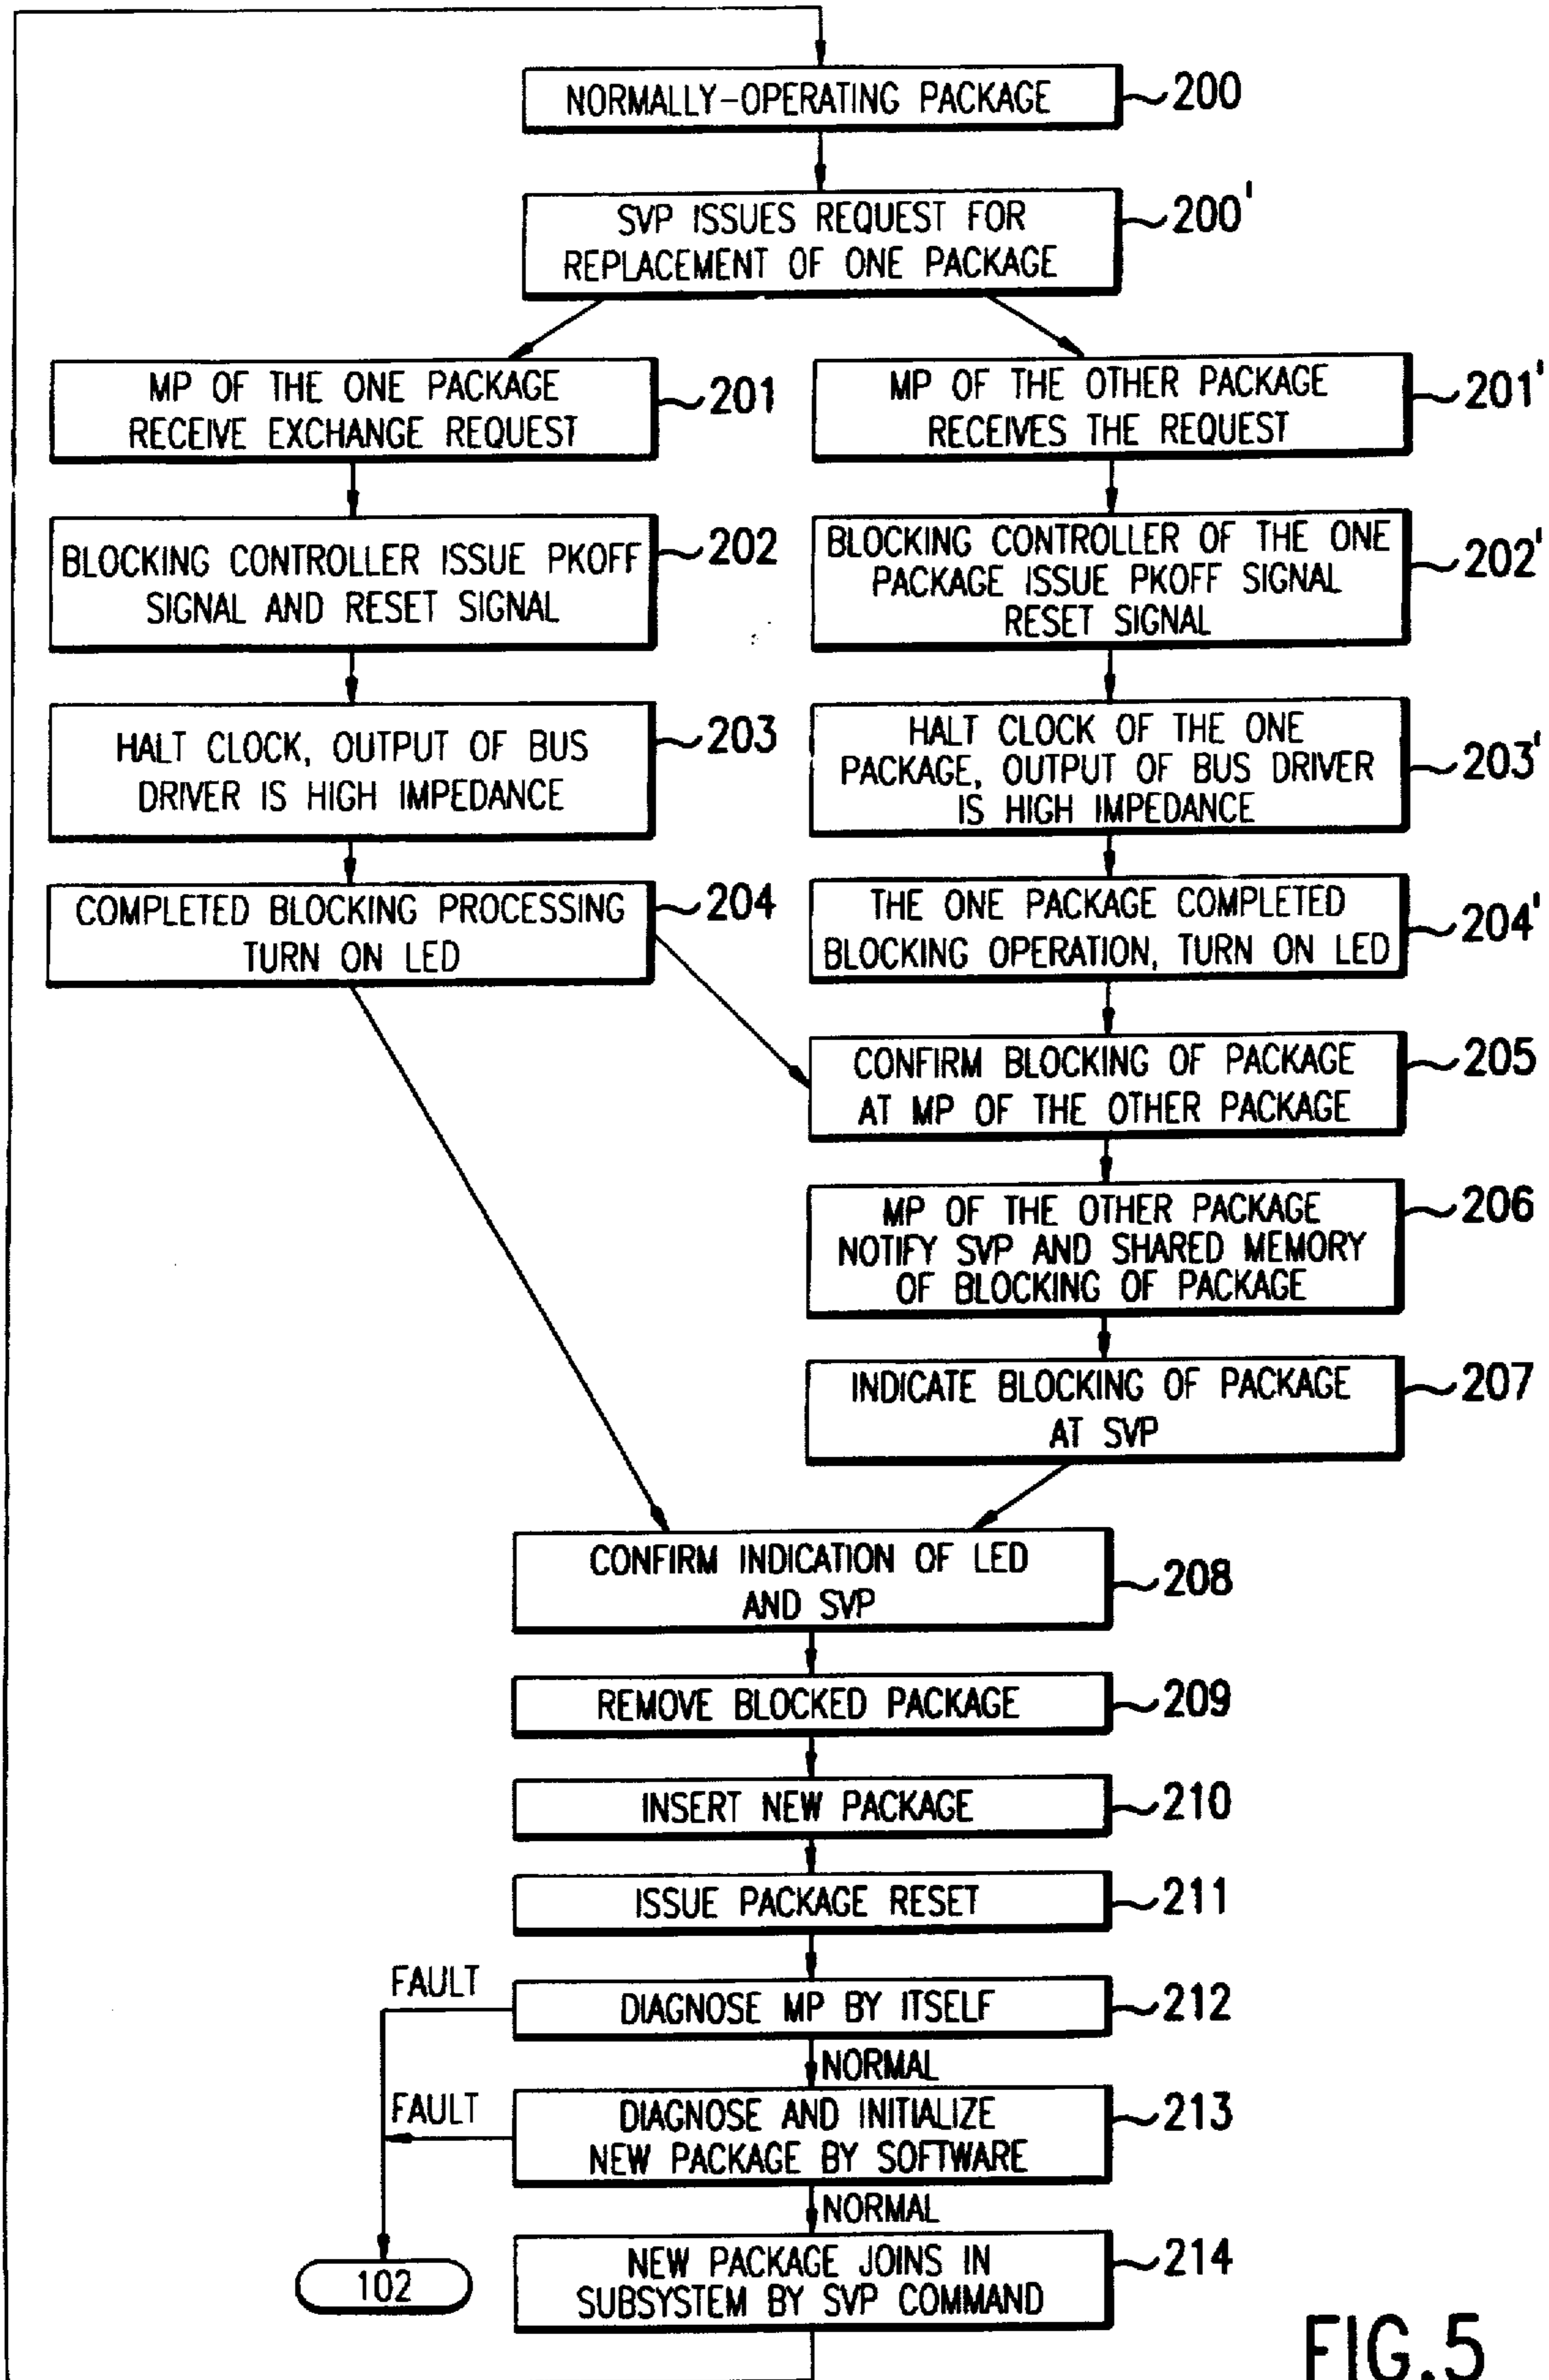 NORMALLY-OPERATING PACKAGE
200
SVP ISSUES REQUEST FOR
REPLACEMENT OF ONE PACKAGE
200'
MP OF THE ONE PACKAGE
RECEIVE EXCHANGE REQUEST
201
MP OF THE OTHER PACKAGE
RECEIVES THE REQUEST
201'
BLOCKING CONTROLLER ISSUE PKOFF
SIGNAL AND RESET SIGNAL
202
BLOCKING CONTROLLER OF THE ONE
PACKAGE ISSUE PKOFF SIGNAL
RESET SIGNAL
202'
HALT CLOCK, OUTPUT OF BUS
DRIVER IS HIGH IMPEDANCE
203
HALT CLOCK OF THE ONE
PACKAGE, OUTPUT OF BUS DRIVER
IS HIGH IMPEDANCE
203'
COMPLETED BLOCKING PROCESSING
TURN ON LED
204
THE ONE PACKAGE COMPLETED
BLOCKING OPERATION, TURN ON LED
204'
CONFIRM BLOCKING OF PACKAGE
AT MP OF THE OTHER PACKAGE
205
MP OF THE OTHER PACKAGE
NOTIFY SVP AND SHARED MEMORY
OF BLOCKING OF PACKAGE
206
INDICATE BLOCKING OF PACKAGE
AT SVP
207
CONFIRM INDICATION OF LED
AND SVP
208
REMOVE BLOCKED PACKAGE
209
INSERT NEW PACKAGE
210
ISSUE PACKAGE RESET
211
FAULT
DIAGNOSE MP BY ITSELF
212
NORMAL
FAULT
DIAGNOSE AND INITIALIZE
NEW PACKAGE BY SOFTWARE
213
NORMAL
102
NEW PACKAGE JOINS IN
SUBSYSTEM BY SVP COMMAND
214
FIG.5